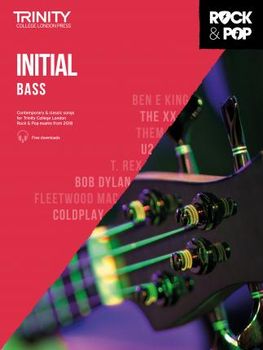 TRINITY
COLLEGE LONDON PRESS
ROCK
& POP
INITIAL
BASS
Contemporary & classic songs
for Trinity College London
Rock & Pop exams from 2018
Free downloads
BEN E KING
THE XX
THEM
U2
T. REX
BOB DYLAN
FLEETWOOD MAC
COLDPLAY